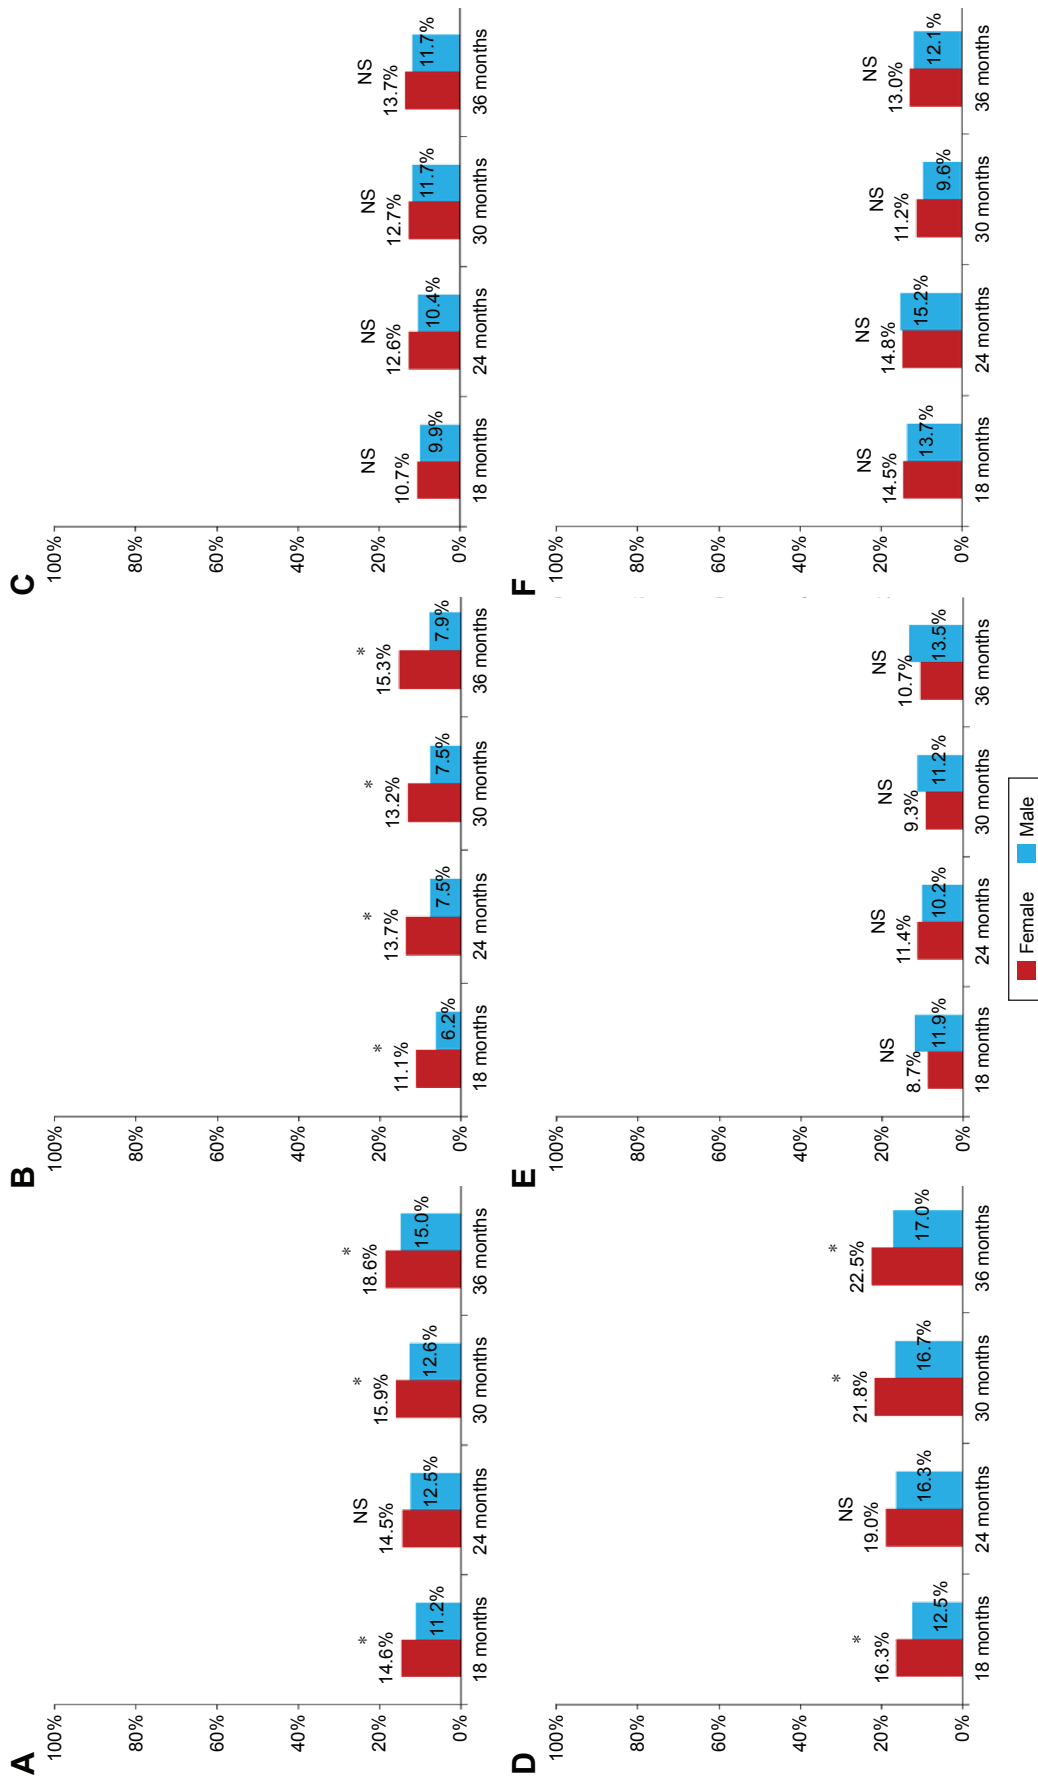 A
100%
80%
60%
40%
20%
0%
*
14.6%
11.2%
18 months
NS
14.5%
12.5%
24 months
*
15.9%
12.6%
30 months
*
18.6%
15.0%
36 months
B
100%
80%
60%
40%
20%
0%
*
11.1%
6.2%
18 months
*
13.7%
7.5%
24 months
*
13.2%
7.5%
30 months
*
15.3%
7.9%
36 months
C
100%
80%
60%
40%
20%
0%
NS
10.7%
9.9%
18 months
NS
12.6%
10.4%
24 months
NS
12.7%
11.7%
30 months
NS
13.7%
11.7%
36 months
D
100%
80%
60%
40%
20%
0%
*
16.3%
12.5%
18 months
NS
19.0%
16.3%
24 months
*
21.8%
16.7%
30 months
*
22.5%
17.0%
36 months
E
100%
80%
60%
40%
20%
0%
NS
8.7%
11.9%
18 months
NS
11.4%
10.2%
24 months
NS
9.3%
11.2%
30 months
NS
10.7%
13.5%
36 months
F
100%
80%
60%
40%
20%
0%
NS
14.5%
13.7%
18 months
NS
14.8%
15.2%
24 months
NS
11.2%
9.6%
30 months
NS
13.0%
12.1%
36 months
Female Male